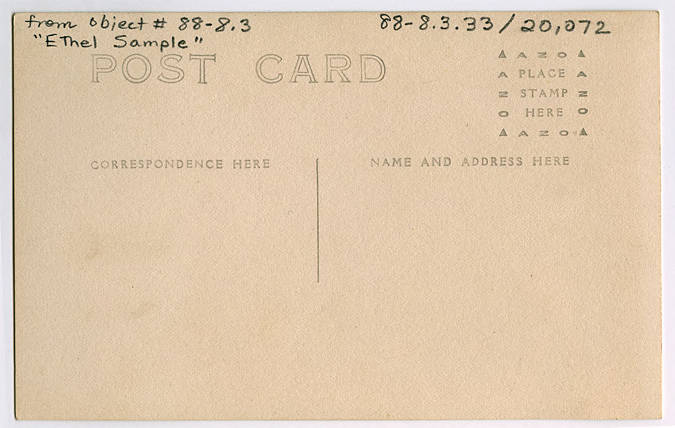 from object # 88-8.3
"Ethel Sample"
88-8.3.33/20,072
POST CARD
AZO
A PLACE A
Z STAMP Z
O HERE O
AZO
CORRESPONDENCE HERE
NAME AND ADDRESS HERE